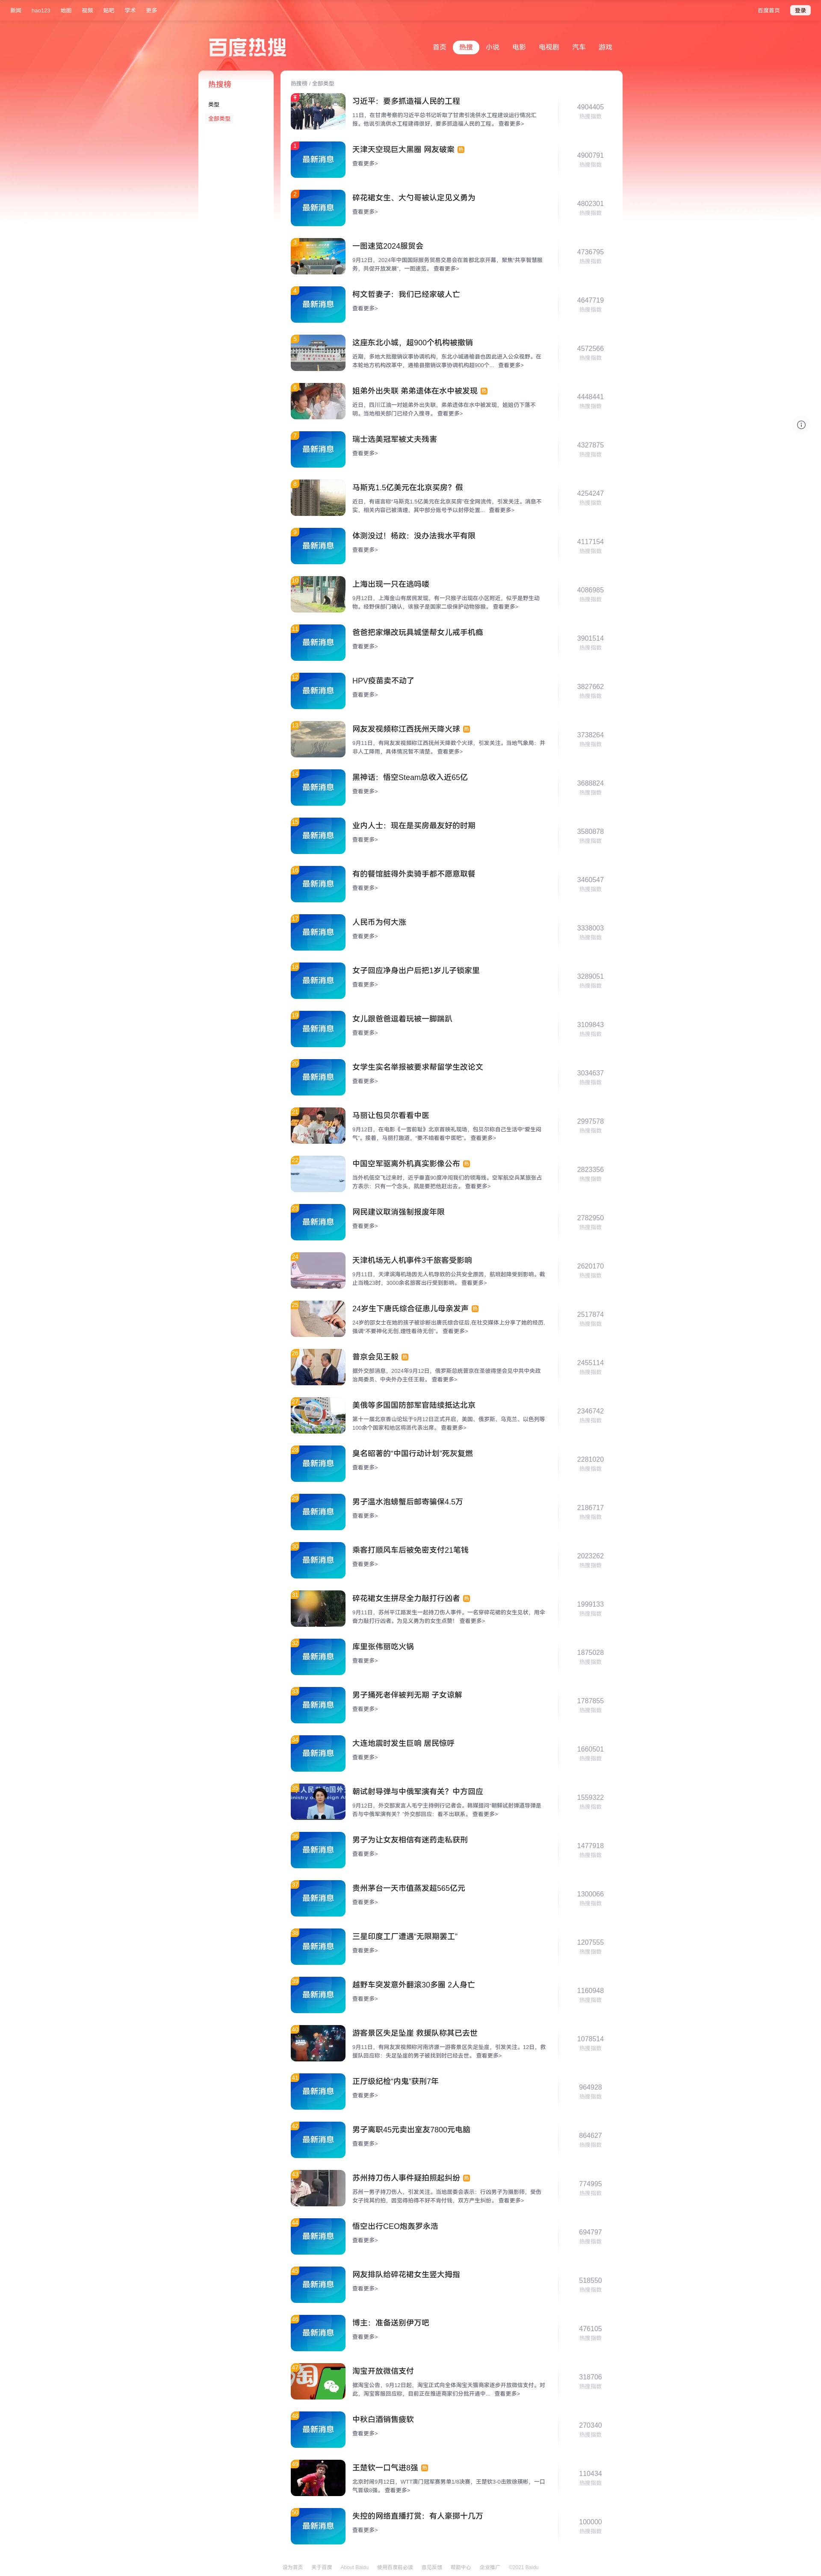 新闻 hao123 地图 视频 贴吧 学术 更多 百度首页 登录
百度热搜
首页 热搜 小说 电影 电视剧 汽车 游戏
热搜榜
类型
全部类型
热搜榜 / 全部类型
习近平：要多抓造福人民的工程
11日，在甘肃考察的习近平总书记听取了甘肃引洮供水工程建设运行情况汇
报。他说引洮供水工程建得很好，要多抓造福人民的工程。 查看更多>
4904405
热搜指数
1
最新消息
天津天空现巨大黑圈 网友破案 热
查看更多>
4900791
热搜指数
2
最新消息
碎花裙女生、大勺哥被认定见义勇为
查看更多>
4802301
热搜指数
3
一图速览2024服贸会
9月12日，2024年中国国际服务贸易交易会在首都北京开幕，聚焦“共享智慧服
务、共促开放发展”，一图速览。 查看更多>
4736795
热搜指数
4
最新消息
柯文哲妻子：我们已经家破人亡
查看更多>
4647719
热搜指数
5
这座东北小城，超900个机构被撤销
近期，多地大批撤销议事协调机构，东北小城通榆县也因此进入公众视野。在
本轮地方机构改革中，通榆县撤销议事协调机构超900个... 查看更多>
4572566
热搜指数
6
姐弟外出失联 弟弟遗体在水中被发现 热
近日，四川江油一对姐弟外出失联，弟弟遗体在水中被发现，姐姐仍下落不
明。当地相关部门已经介入搜寻。 查看更多>
4448441
热搜指数
7
最新消息
瑞士选美冠军被丈夫残害
查看更多>
4327875
热搜指数
8
马斯克1.5亿美元在北京买房？假
近日，有谣言称“马斯克1.5亿美元在北京买房”在全网流传，引发关注。消息不
实，相关内容已被清理，其中部分账号予以封停处置... 查看更多>
4254247
热搜指数
9
最新消息
体测没过！杨政：没办法我水平有限
查看更多>
4117154
热搜指数
10
上海出现一只在逃吗喽
9月12日，上海金山有居民发现，有一只猴子出现在小区附近，似乎是野生动
物。经野保部门确认，该猴子是国家二级保护动物猕猴。 查看更多>
4086985
热搜指数
11
最新消息
爸爸把家爆改玩具城堡帮女儿戒手机瘾
查看更多>
3901514
热搜指数
12
最新消息
HPV疫苗卖不动了
查看更多>
3827662
热搜指数
13
网友发视频称江西抚州天降火球 热
9月11日，有网友发视频称江西抚州天降数个火球，引发关注。当地气象局：并
非人工降雨，具体情况暂不清楚。 查看更多>
3738264
热搜指数
14
最新消息
黑神话：悟空Steam总收入近65亿
查看更多>
3688824
热搜指数
15
最新消息
业内人士：现在是买房最友好的时期
查看更多>
3580878
热搜指数
16
最新消息
有的餐馆脏得外卖骑手都不愿意取餐
查看更多>
3460547
热搜指数
17
最新消息
人民币为何大涨
查看更多>
3338003
热搜指数
18
最新消息
女子回应净身出户后把1岁儿子锁家里
查看更多>
3289051
热搜指数
19
最新消息
女儿跟爸爸逗着玩被一脚踹趴
查看更多>
3109843
热搜指数
20
最新消息
女学生实名举报被要求帮留学生改论文
查看更多>
3034637
热搜指数
21
马丽让包贝尔看看中医
9月12日，在电影《一雪前耻》北京首映礼现场，包贝尔称自己生活中“爱生闷
气”。接着，马丽打趣道，“要不咱看看中医吧”。 查看更多>
2997578
热搜指数
22
中国空军驱离外机真实影像公布 热
当外机低空飞过来时，近乎垂直90度冲向我们的领海线。空军航空兵某旅张占
方表示：只有一个念头，就是要把他赶出去。 查看更多>
2823356
热搜指数
23
最新消息
网民建议取消强制报废年限
查看更多>
2782950
热搜指数
24
天津机场无人机事件3千旅客受影响
9月11日，天津滨海机场因无人机导致的公共安全原因，航班起降受到影响。截
止当晚23时，3000余名旅客出行受到影响。 查看更多>
2620170
热搜指数
25
24岁生下唐氏综合征患儿母亲发声 热
24岁的邵女士在她的孩子被诊断出唐氏综合征后,在社交媒体上分享了她的经历,
强调“不要神化无创,理性看待无创”。 查看更多>
2517874
热搜指数
26
普京会见王毅 热
据外交部消息，2024年9月12日，俄罗斯总统普京在圣彼得堡会见中共中央政
治局委员、中央外办主任王毅。 查看更多>
2455114
热搜指数
27
美俄等多国国防部军官陆续抵达北京
第十一届北京香山论坛于9月12日正式开启，美国、俄罗斯、乌克兰、以色列等
100余个国家和地区将派代表出席。 查看更多>
2346742
热搜指数
28
最新消息
臭名昭著的“中国行动计划”死灰复燃
查看更多>
2281020
热搜指数
29
最新消息
男子温水泡螃蟹后邮寄骗保4.5万
查看更多>
2186717
热搜指数
30
最新消息
乘客打顺风车后被免密支付21笔钱
查看更多>
2023262
热搜指数
31
碎花裙女生拼尽全力敲打行凶者 热
9月11日，苏州平江路发生一起持刀伤人事件。一名穿碎花裙的女生见状，用伞
奋力敲打行凶者。为见义勇为的女生点赞！ 查看更多>
1999133
热搜指数
32
最新消息
库里张伟丽吃火锅
查看更多>
1875028
热搜指数
33
最新消息
男子捅死老伴被判无期 子女谅解
查看更多>
1787855
热搜指数
34
最新消息
大连地震时发生巨响 居民惊呼
查看更多>
1660501
热搜指数
35
朝试射导弹与中俄军演有关？中方回应
9月12日，外交部发言人毛宁主持例行记者会。韩媒提问“朝鲜试射弹道导弹是
否与中俄军演有关？”外交部回应：看不出联系。 查看更多>
1559322
热搜指数
36
最新消息
男子为让女友相信有迷药走私获刑
查看更多>
1477918
热搜指数
37
最新消息
贵州茅台一天市值蒸发超565亿元
查看更多>
1300066
热搜指数
38
最新消息
三星印度工厂遭遇“无限期罢工”
查看更多>
1207555
热搜指数
39
最新消息
越野车突发意外翻滚30多圈 2人身亡
查看更多>
1160948
热搜指数
40
游客景区失足坠崖 救援队称其已去世
9月11日，有网友发视频称河南济源一游客景区失足坠崖，引发关注。12日，救
援队回应称：失足坠崖的男子被找到时已经去世。 查看更多>
1078514
热搜指数
41
最新消息
正厅级纪检“内鬼”获刑7年
查看更多>
964928
热搜指数
42
最新消息
男子离职45元卖出室友7800元电脑
查看更多>
864627
热搜指数
43
苏州持刀伤人事件疑拍照起纠纷 热
苏州一男子持刀伤人，引发关注。当地居委会表示：行凶男子为摄影师，受伤
女子找其约拍，因觉得拍得不好不肯付钱，双方产生纠纷。 查看更多>
774995
热搜指数
44
最新消息
悟空出行CEO炮轰罗永浩
查看更多>
694797
热搜指数
45
最新消息
网友排队给碎花裙女生竖大拇指
查看更多>
518550
热搜指数
46
最新消息
博主：准备送别伊万吧
查看更多>
476105
热搜指数
47
淘宝开放微信支付
据淘宝公告，9月12日起，淘宝正式向全体淘宝天猫商家逐步开放微信支付。对
此，淘宝客服回应称，目前正在推进商家们分批开通中... 查看更多>
318706
热搜指数
48
最新消息
中秋白酒销售疲软
查看更多>
270340
热搜指数
49
王楚钦一口气进8强 热
北京时间9月12日，WTT澳门冠军赛男单1/8决赛，王楚钦3-0击败唐瑀彬，一口
气晋级8强。 查看更多>
110434
热搜指数
50
最新消息
失控的网络直播打赏：有人豪掷十几万
查看更多>
100000
热搜指数
设为首页 关于百度 About Baidu 使用百度前必读 意见反馈 帮助中心 企业推广 ©2022 Baidu